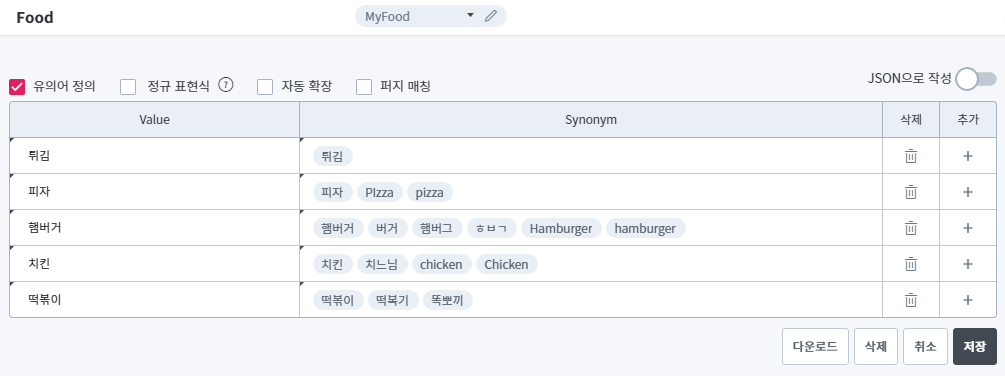 Food
MyFood
유의어 정의 정규 표현식 ? 자동 확장 퍼지 매칭 JSON으로 작성
Value Synonym 삭제 추가
튀김 튀김
피자 피자 PIzza pizza
햄버거 햄버거 버거 햄버그 ㅎㅂㄱ Hamburger hamburger
치킨 치킨 치느님 chicken Chicken
떡볶이 떡볶이 떡복기 똑뽀끼
다운로드 삭제 취소 저장